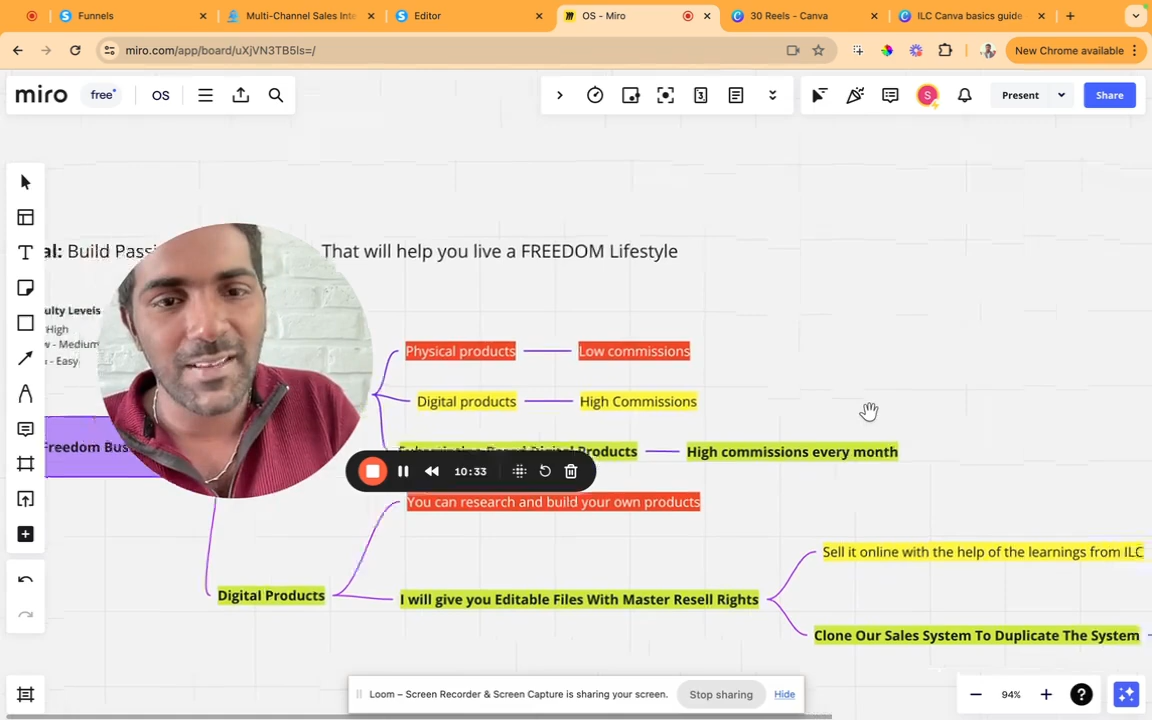 Funnels
Multi-Channel Sales Inte
Editor
OS - Miro
30 Reels - Canva
ILC Canva basics guide
miro.com/app/board/uXjVN3TB5ls=/
New Chrome available
miro
free
OS
3
S
Present
Share
al: Build Passi
That will help you live a FREEDOM Lifestyle
ulty Levels
High
w - Medium
- Easy
Physical products
Low commissions
Digital products
High Commissions
Freedom Bus
Digital Products
High commissions every month
10:33
You can research and build your own products
Sell it online with the help of the learnings from ILC
Digital Products
I will give you Editable Files With Master Resell Rights
Clone Our Sales System To Duplicate The System
Loom – Screen Recorder & Screen Capture is sharing your screen.
Stop sharing
Hide
94%
?